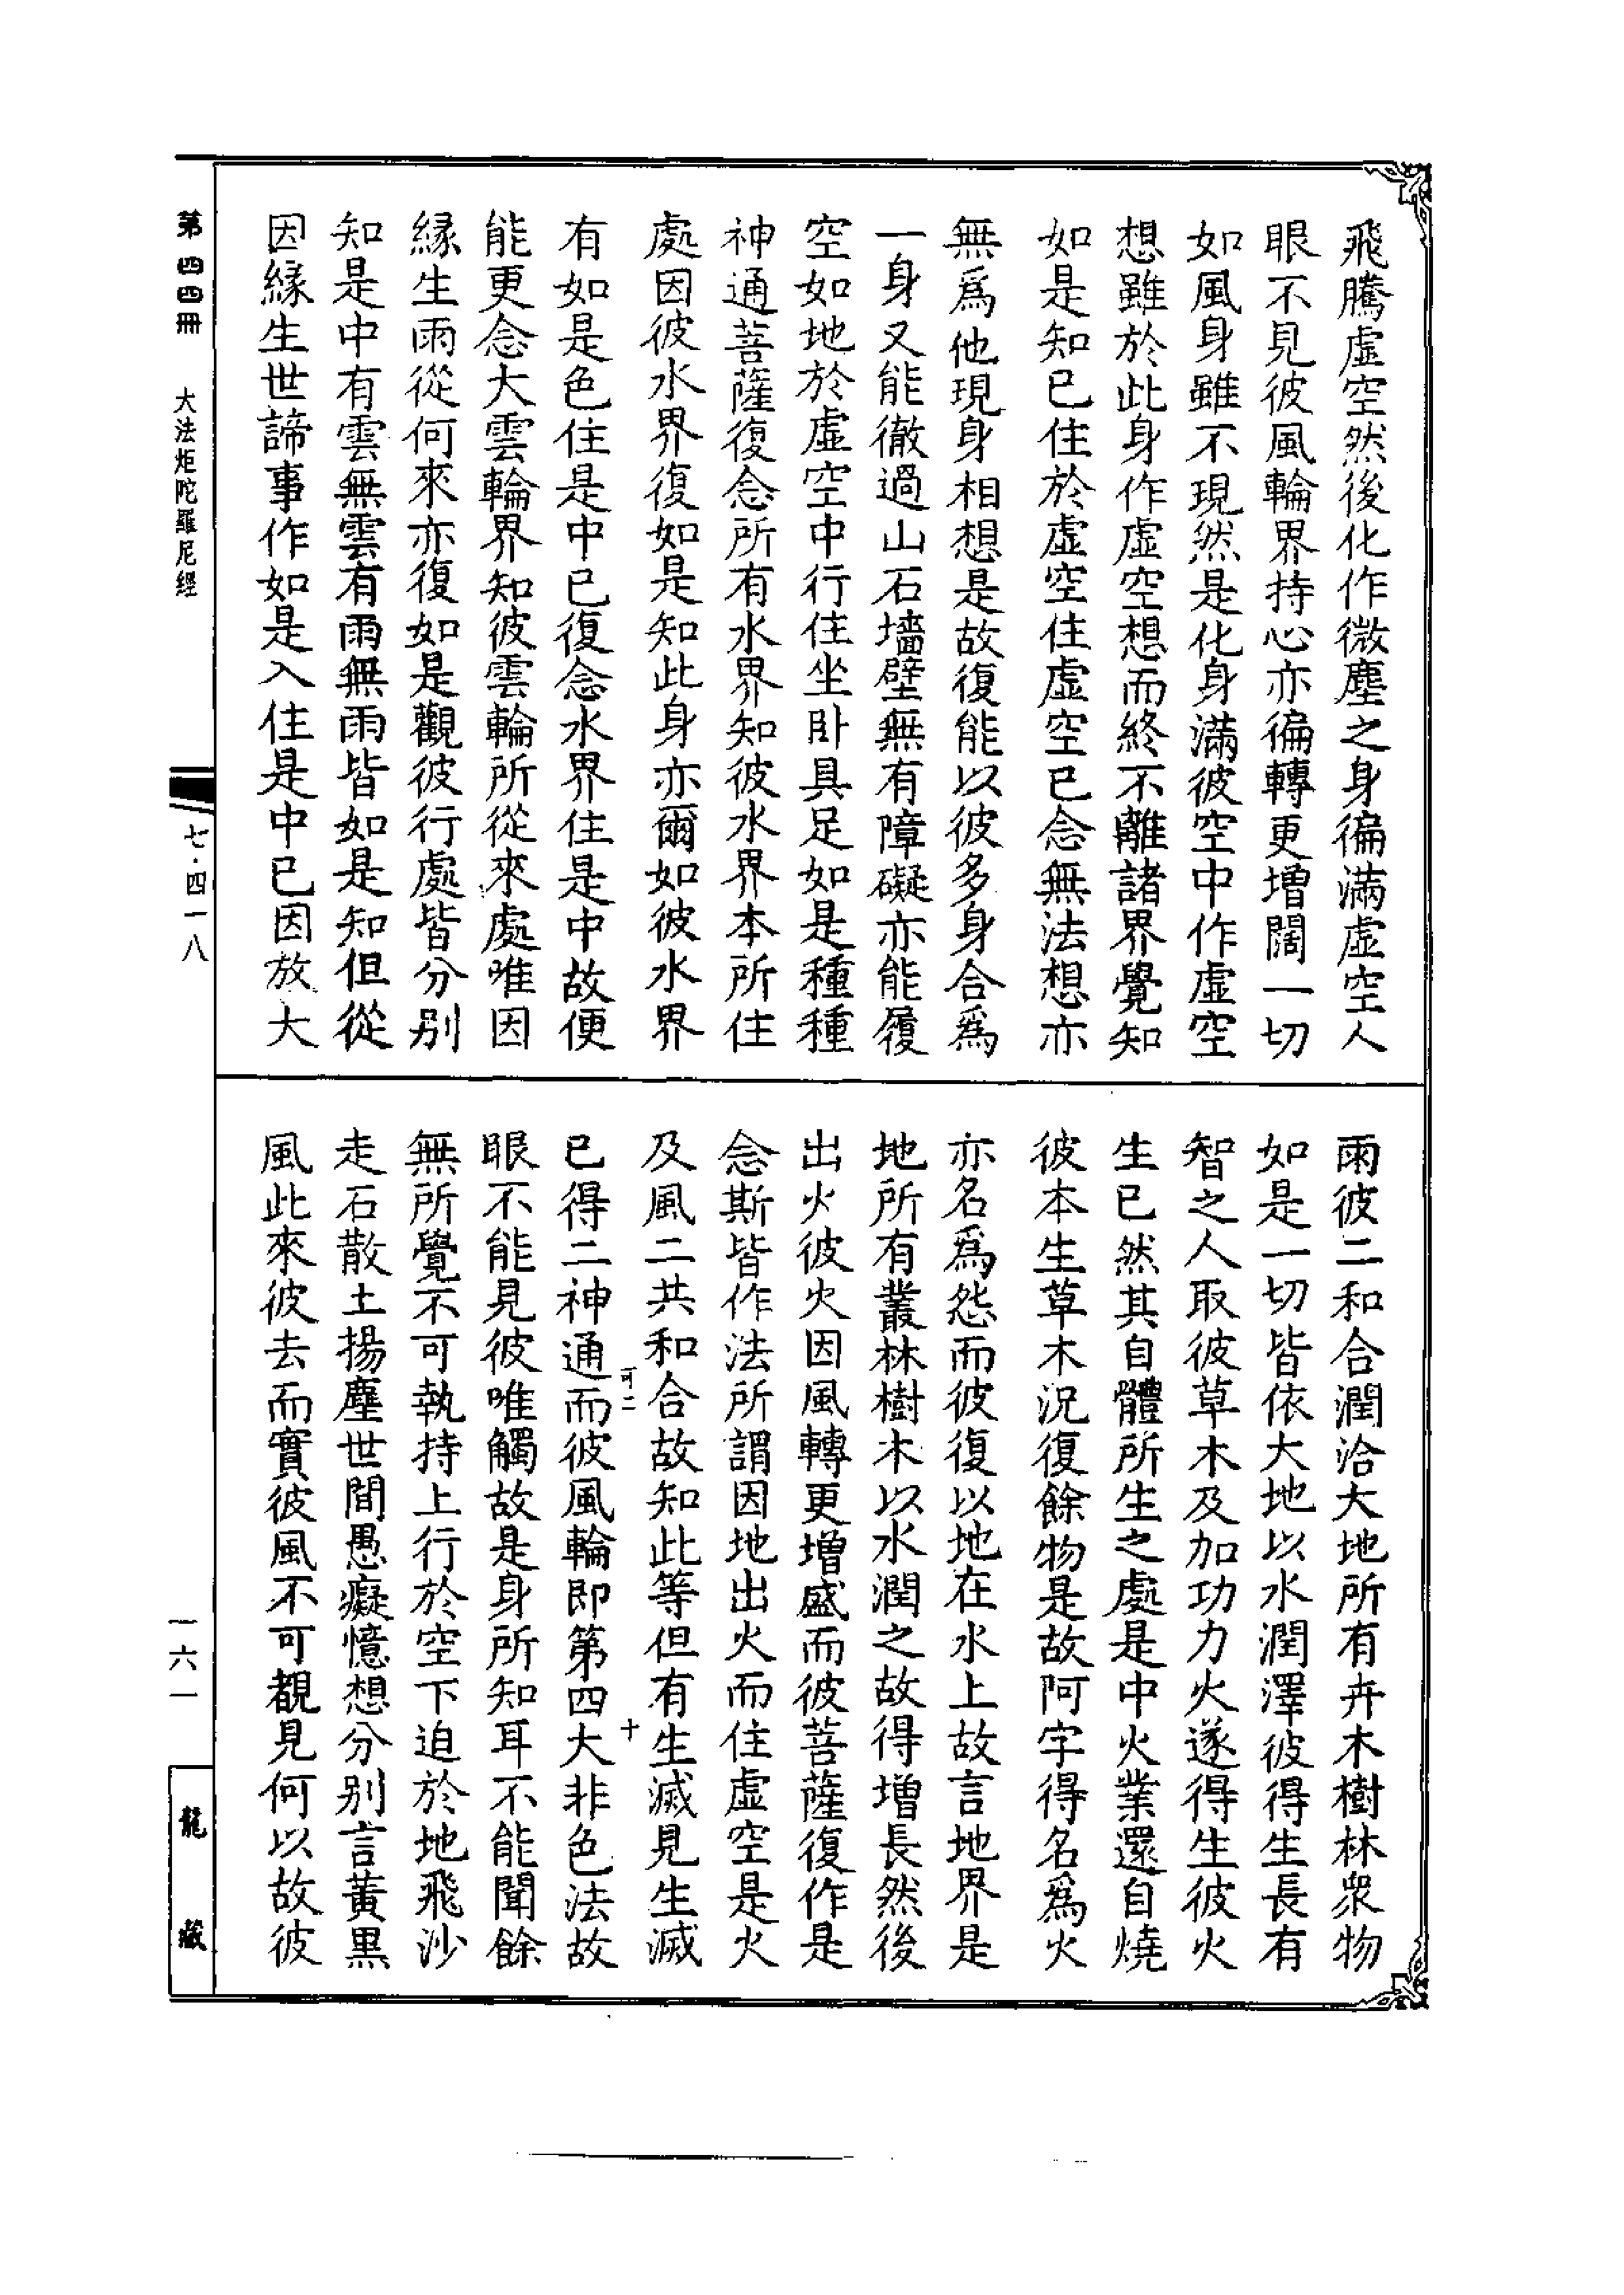 飛騰虛空然後化作微塵之身徧滿虛空人
眼不見彼風輪界持心亦徧轉更增闊一切
如風身雖不現然是化身滿彼空中作虛空
想雖於此身作虛空想而終不離諸界覺知
如是知已住於虛空住虛空已念無法想亦
無爲他現身相想是故復能以彼多身合爲
一身又能徹過山石墻壁無有障礙亦能履
空如地於虛空中行住坐臥具足如是種種
神通菩薩復念所有水界知彼水界本所住
處因彼水界復如是知此身亦爾如彼水界
有如是色住是中已復念水界住是中故便
能更念大雲輪界知彼雲輪所從來處唯因
緣生雨從何來亦復如是觀彼行處皆分別
知是中有雲無雲有雨無雨皆如是知但從
因緣生世諦事作如是入住是中已因放大
雨彼二和合潤洽大地所有卉木樹林衆物
如是一切皆依大地以水潤澤彼得生長有
智之人取彼草木及加功力火遂得生彼火
生已然其自體所生之處是中火業還自燒
彼本生草木況復餘物是故阿字得名爲火
亦名爲怨而彼復以地在水上故言地界是
地所有叢林樹木以水潤之故得增長然後
出火彼火因風轉更增盛而彼菩薩復作是
念斯皆作法所謂因地出火而住虛空是火
及風二共和合故知此等但有生滅見生滅
可二
十
已得二神通而彼風輪即第四大非色法故
眼不能見彼唯觸故是身所知耳不能聞餘
無所覺不可執持上行於空下迫於地飛沙
走石散土揚塵世間愚癡憶想分別言黃黑
風此來彼去而實彼風不可覩見何以故彼
第四四冊
大法炬陀羅尼經
七·四一八
一六一
龍藏